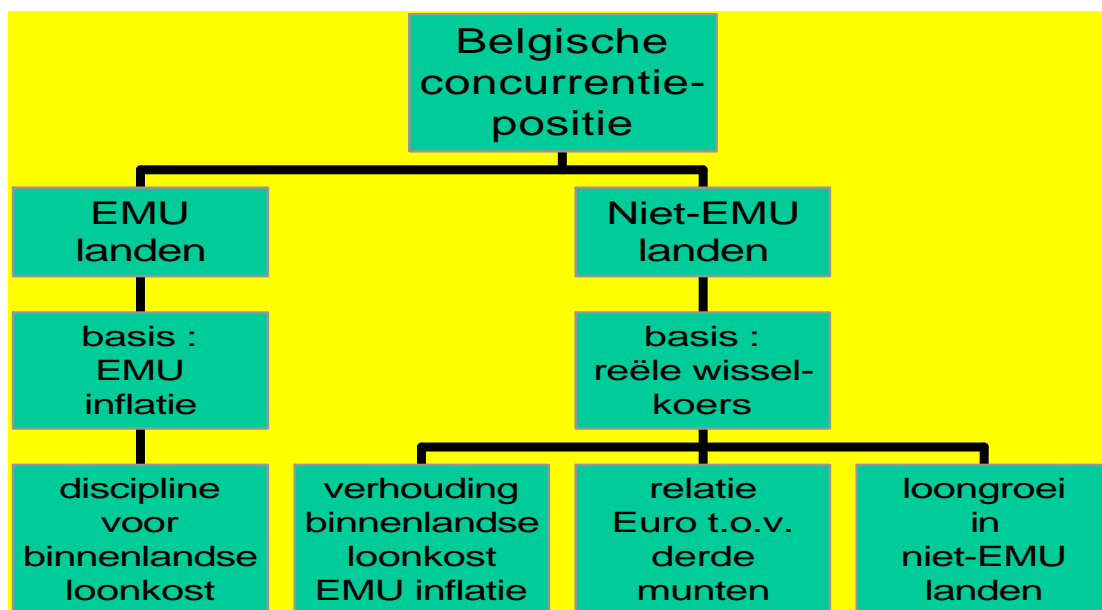 Belgische
concurrentie-
positie
EMU
landen
Niet-EMU
landen
basis :
EMU
inflatie
basis :
reële wissel-
koers
discipline
voor
binnenlandse
loonkost
verhouding
binnenlandse
loonkost
EMU inflatie
relatie
Euro t.o.v.
derde
munten
loongroei
in
niet-EMU
landen